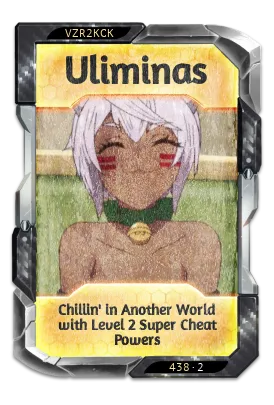 VZR2KCK
Uliminas
Chillin' in Another World
with Level 2 Super Cheat
Powers
438·2